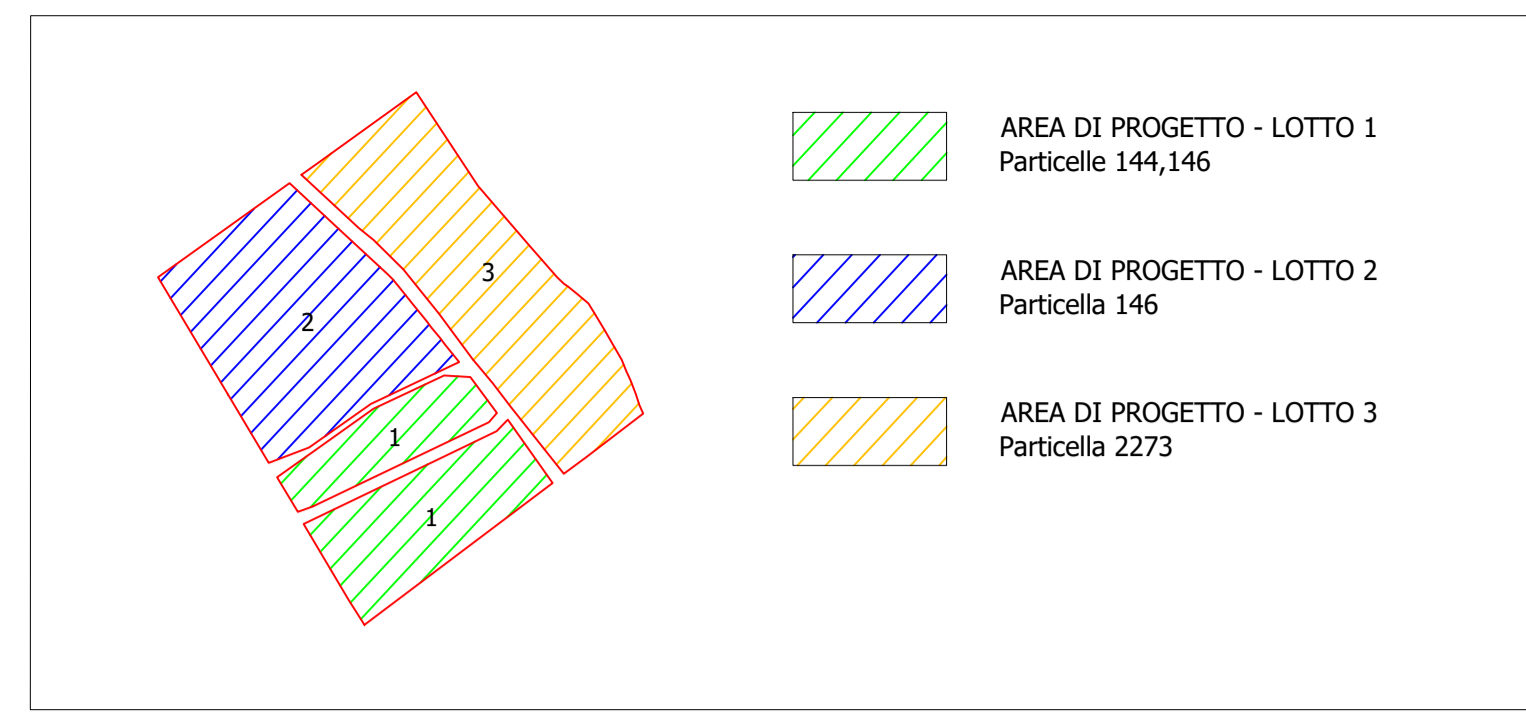 3
2
1
1
AREA DI PROGETTO - LOTTO 1
Particelle 144,146
AREA DI PROGETTO - LOTTO 2
Particella 146
AREA DI PROGETTO - LOTTO 3
Particella 2273